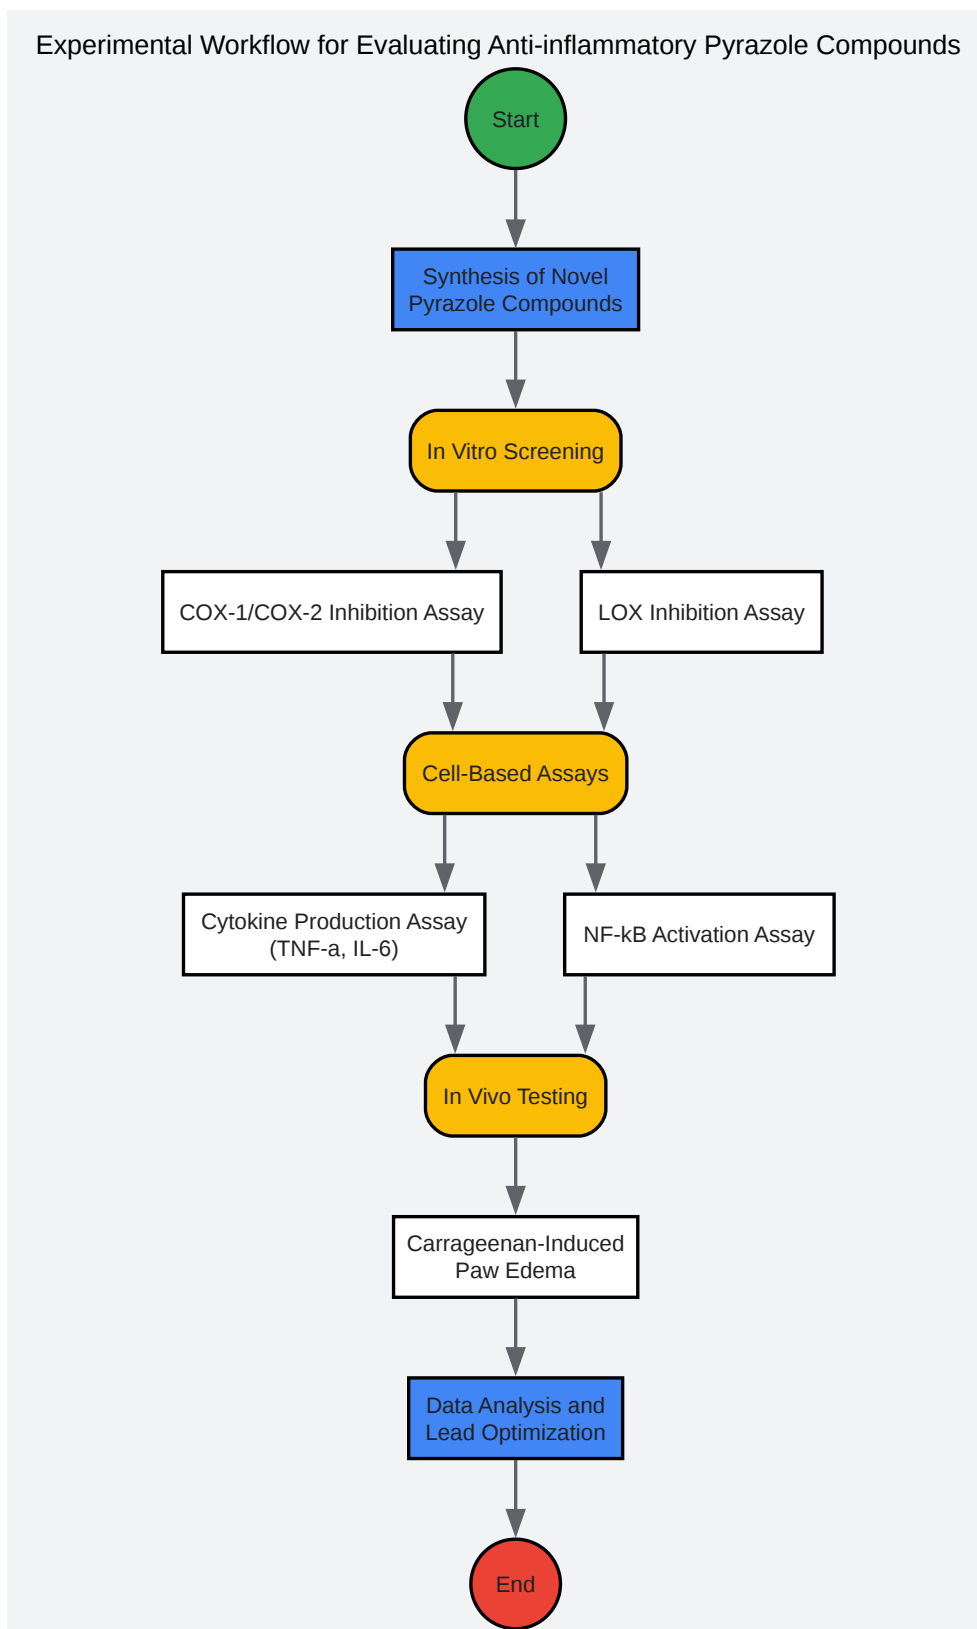 Experimental Workflow for Evaluating Anti-inflammatory Pyrazole Compounds
Start
Synthesis of Novel
Pyrazole Compounds
In Vitro Screening
COX-1/COX-2 Inhibition Assay
LOX Inhibition Assay
Cell-Based Assays
Cytokine Production Assay
(TNF-a, IL-6)
NF-kB Activation Assay
In Vivo Testing
Carrageenan-Induced
Paw Edema
Data Analysis and
Lead Optimization
End